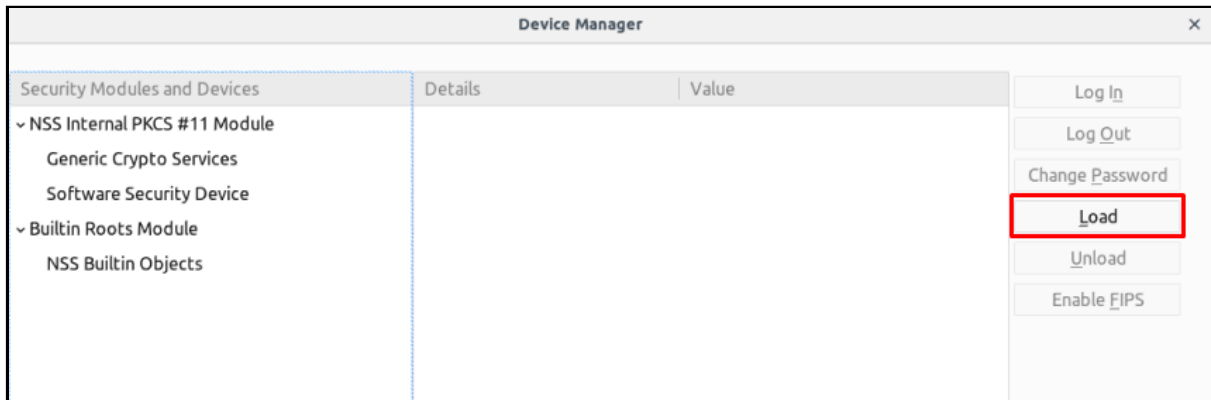 Device Manager
×
Security Modules and Devices
Details
Value
NSS Internal PKCS #11 Module
Generic Crypto Services
Software Security Device
Builtin Roots Module
NSS Builtin Objects
Log In
Log Out
Change Password
Load
Unload
Enable FIPS